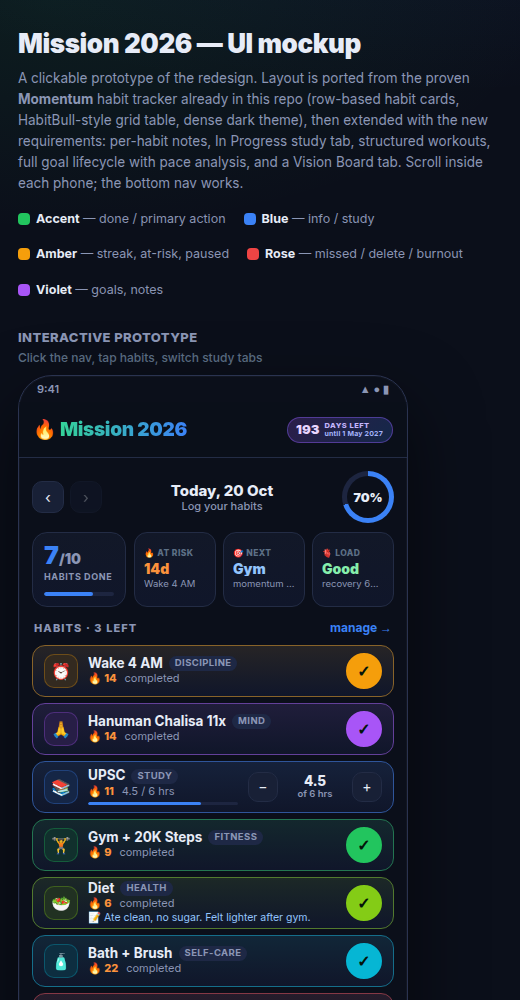 Mission 2026 — UI mockup
A clickable prototype of the redesign. Layout is ported from the proven
Momentum habit tracker already in this repo (row-based habit cards,
HabitBull-style grid table, dense dark theme), then extended with the new
requirements: per-habit notes, In Progress study tab, structured workouts,
full goal lifecycle with pace analysis, and a Vision Board tab. Scroll inside
each phone; the bottom nav works.
Accent — done / primary action
Blue — info / study
Amber — streak, at-risk, paused
Rose — missed / delete / burnout
Violet — goals, notes
INTERACTIVE PROTOTYPE
Click the nav, tap habits, switch study tabs
9:41
🔥 Mission 2026
193 DAYS LEFT
until 1 May 2027
‹ ›
Today, 20 Oct
Log your habits
70%
7/10
HABITS DONE
🔥 AT RISK
14d
Wake 4 AM
🎯 NEXT
Gym
momentum ...
🫀 LOAD
Good
recovery 6...
HABITS · 3 LEFT
manage →
Wake 4 AM DISCIPLINE
🔥 14 completed
✓
Hanuman Chalisa 11x MIND
🔥 14 completed
✓
UPSC STUDY
🔥 11 4.5 / 6 hrs
−
4.5
of 6 hrs
+
Gym + 20K Steps FITNESS
🔥 9 completed
✓
Diet HEALTH
🔥 6 completed
📝 Ate clean, no sugar. Felt lighter after gym.
✓
Bath + Brush SELF-CARE
🔥 22 completed
✓